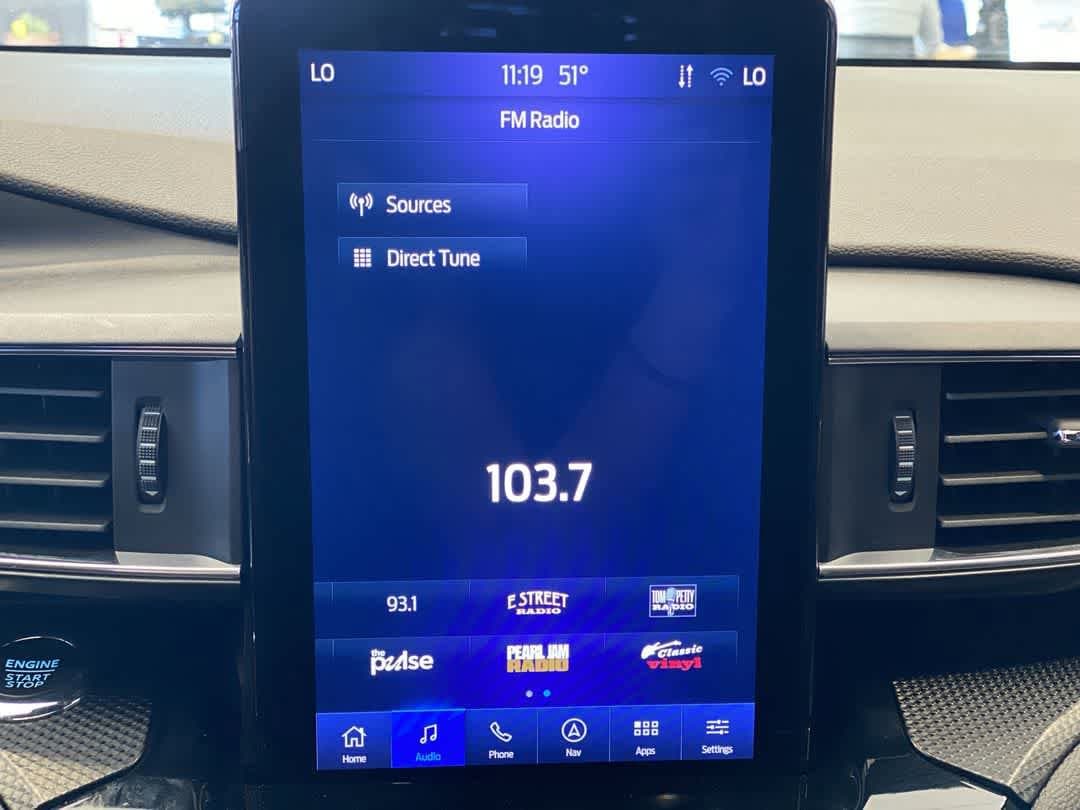 LO 11:19 51° LO
FM Radio
Sources
Direct Tune
103.7
93.1
E STREET
RADIO
TOM PETTY
RADIO
the
pulse
PEARL JAM
RADIO
Classic
vinyl
Home Audio Phone Nav Apps Settings
ENGINE
START
STOP